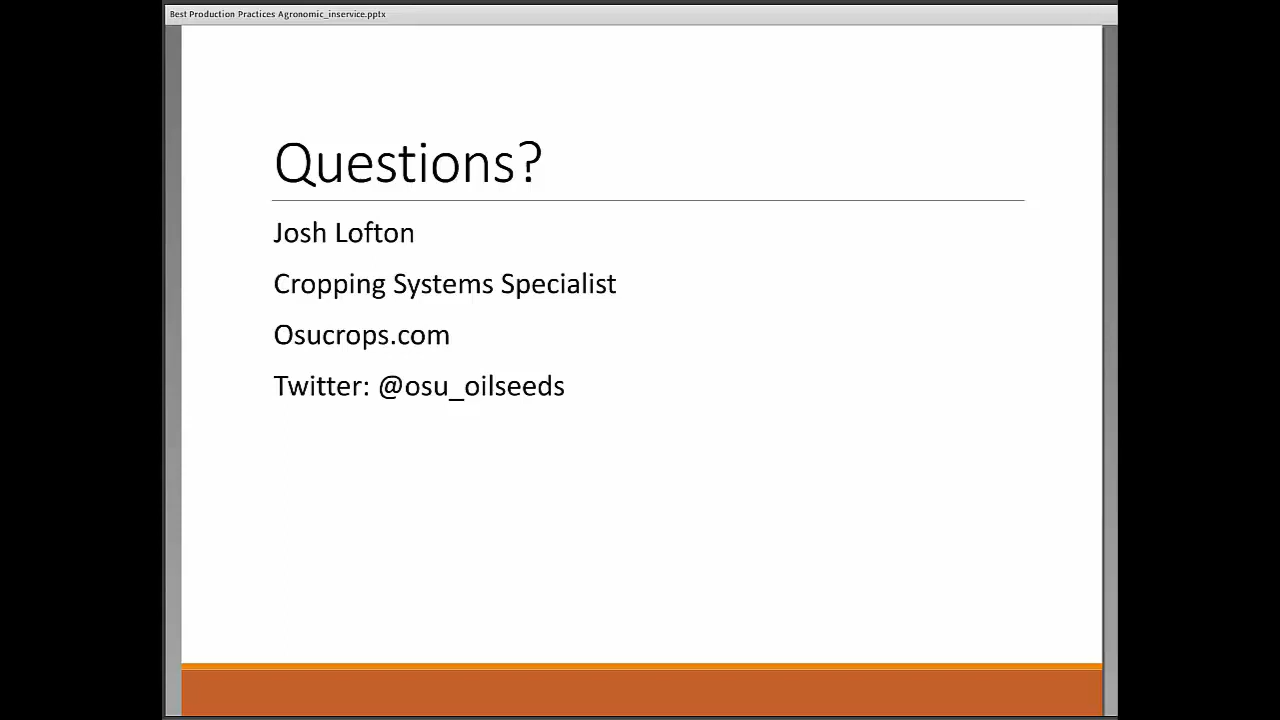 Best Production Practices Agronomic_inservice.pptx
Questions?
Josh Lofton
Cropping Systems Specialist
Osucrops.com
Twitter: @osu_oilseeds